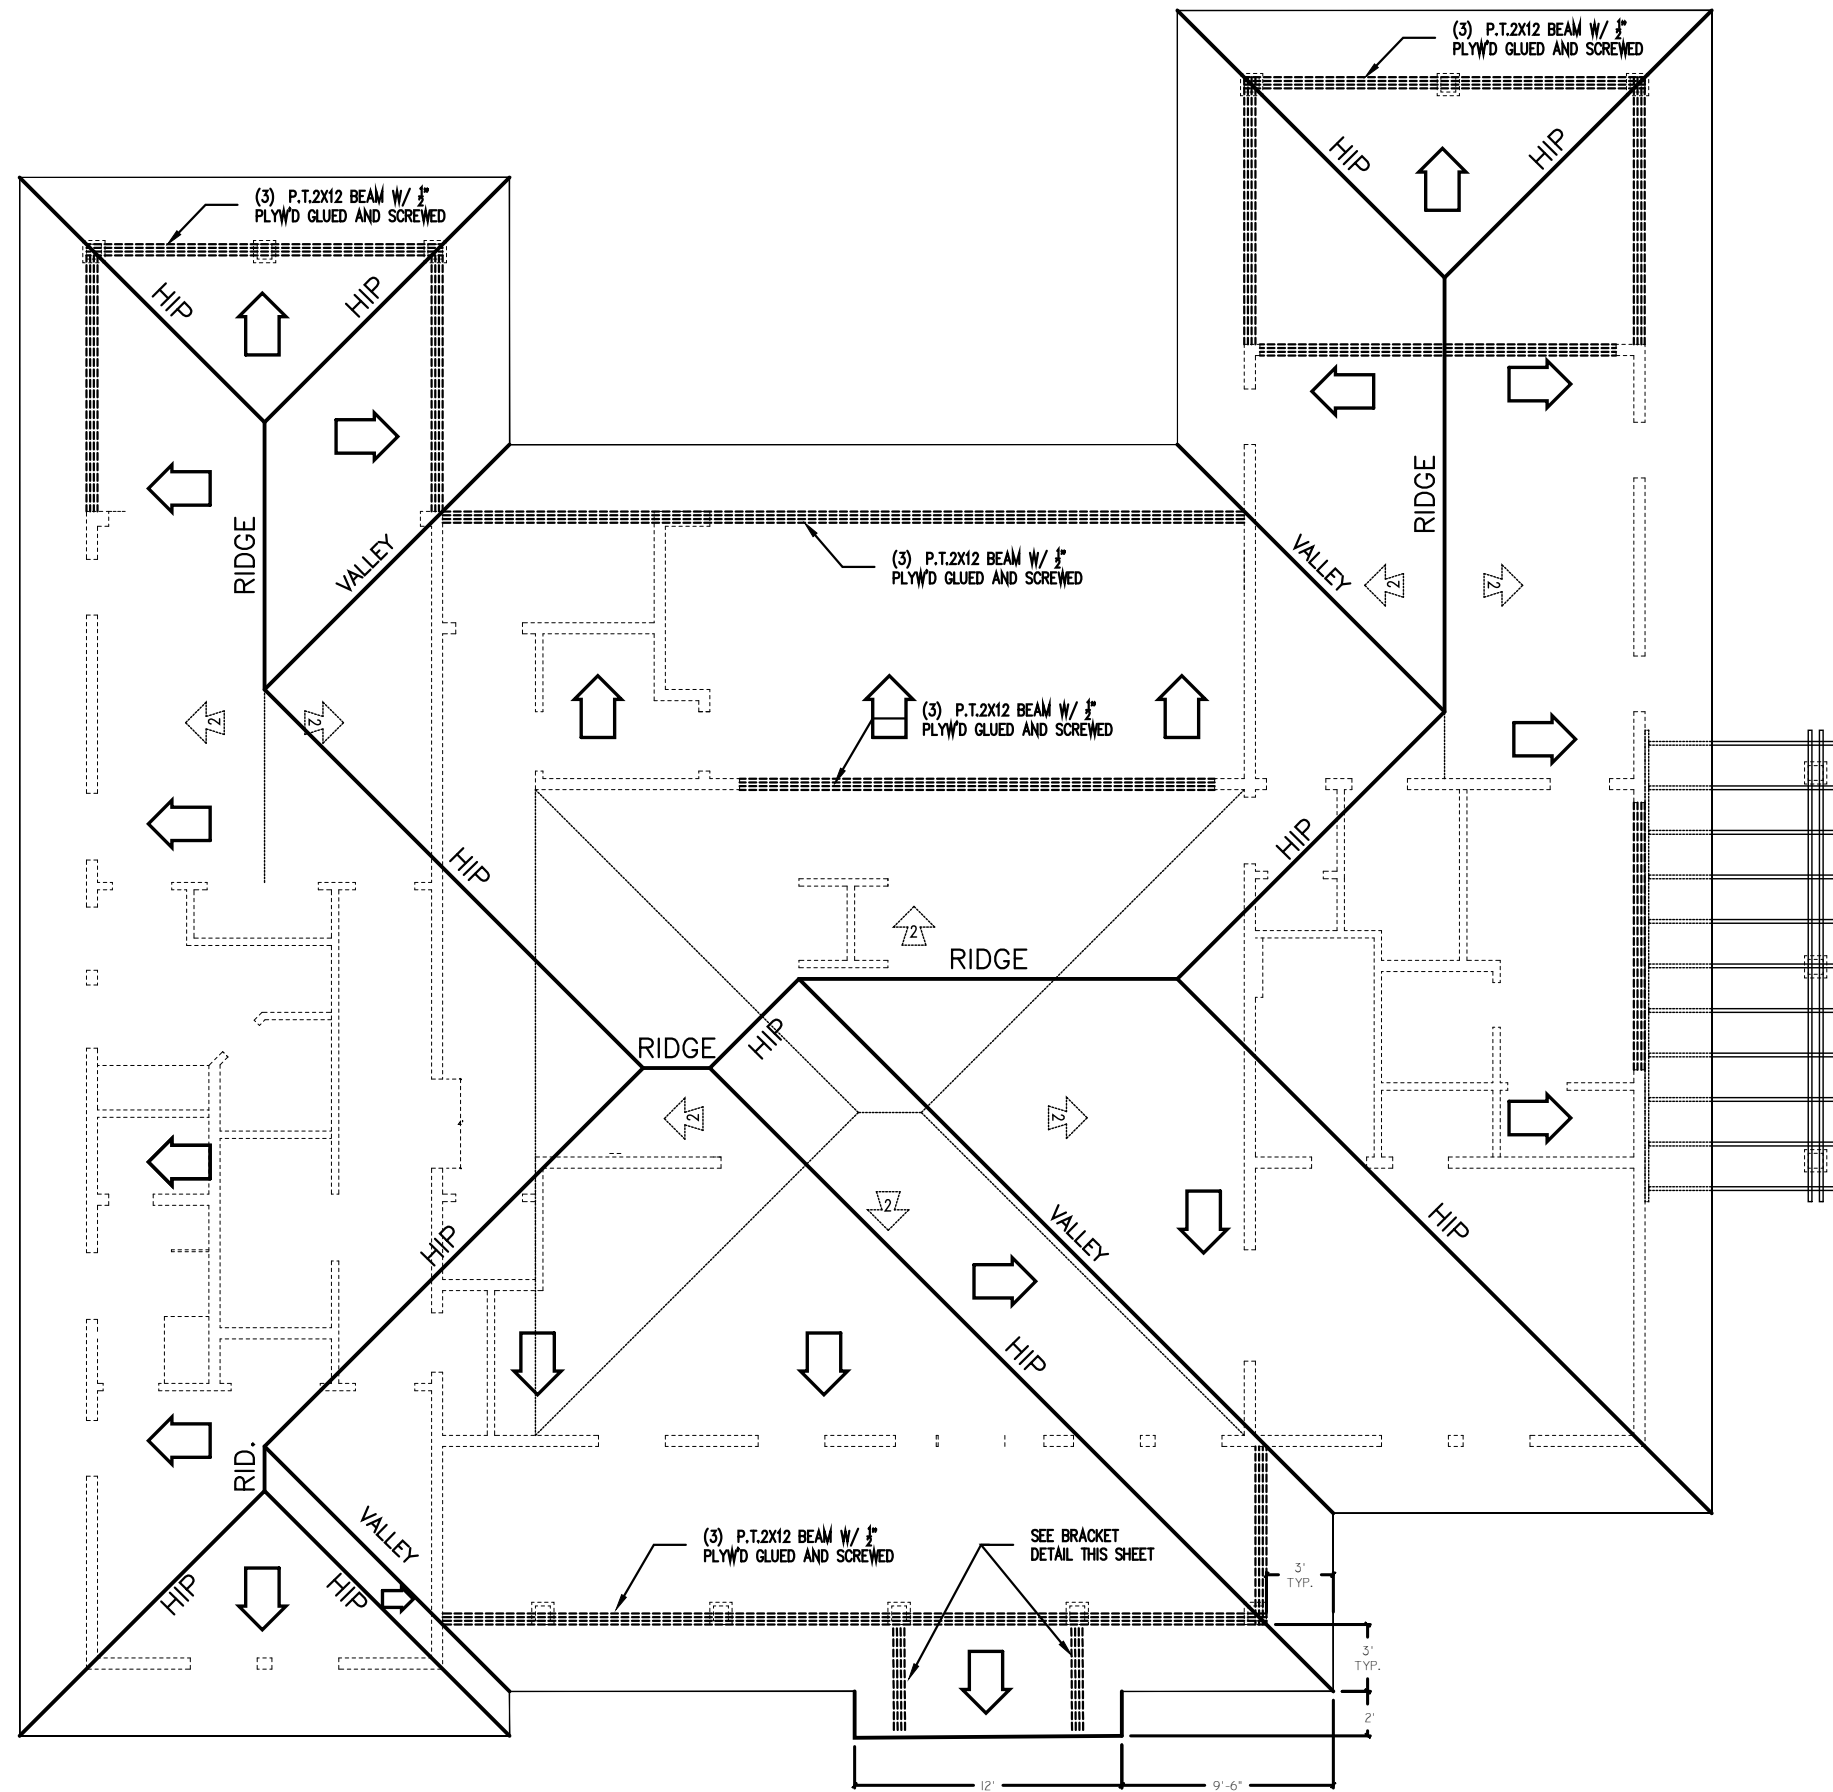 (3) P.T.2X12 BEAM W/ 1/2"
PLYW'D GLUED AND SCREWED
HIP
HIP
(3) P.T.2X12 BEAM W/ 1/2"
PLYW'D GLUED AND SCREWED
HIP
HIP
RIDGE
RIDGE
VALLEY
VALLEY
(3) P.T.2X12 BEAM W/ 1/2"
PLYW'D GLUED AND SCREWED
2
2
2
2
(3) P.T.2X12 BEAM W/ 1/2"
PLYW'D GLUED AND SCREWED
HIP
HIP
2
RIDGE
RIDGE
HIP
2
2
2
VALLEY
HIP
HIP
HIP
RID.
VALLEY
HIP
HIP
(3) P.T.2X12 BEAM W/ 1/2"
PLYW'D GLUED AND SCREWED
SEE BRACKET
DETAIL THIS SHEET
3'
TYP.
3'
TYP.
2'
12'
9'-6"